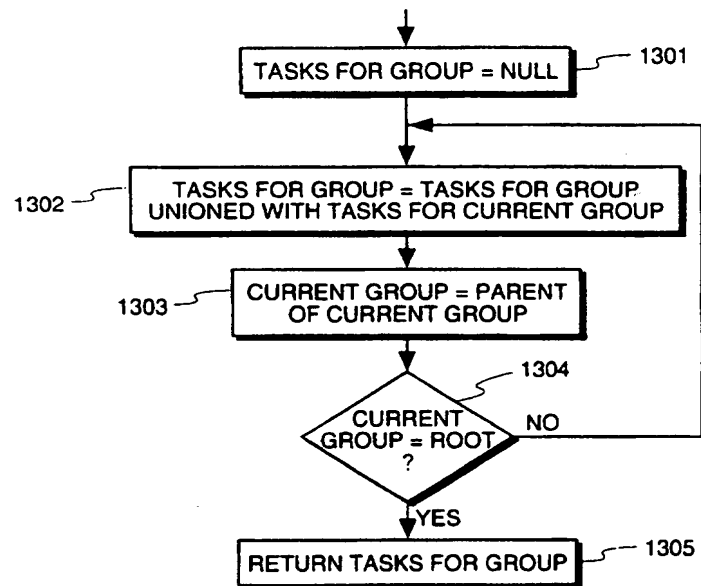 TASKS FOR GROUP = NULL
1301
TASKS FOR GROUP = TASKS FOR GROUP
UNIONED WITH TASKS FOR CURRENT GROUP
1302
CURRENT GROUP = PARENT
OF CURRENT GROUP
1303
1304
CURRENT
GROUP = ROOT
?
NO
YES
RETURN TASKS FOR GROUP
1305